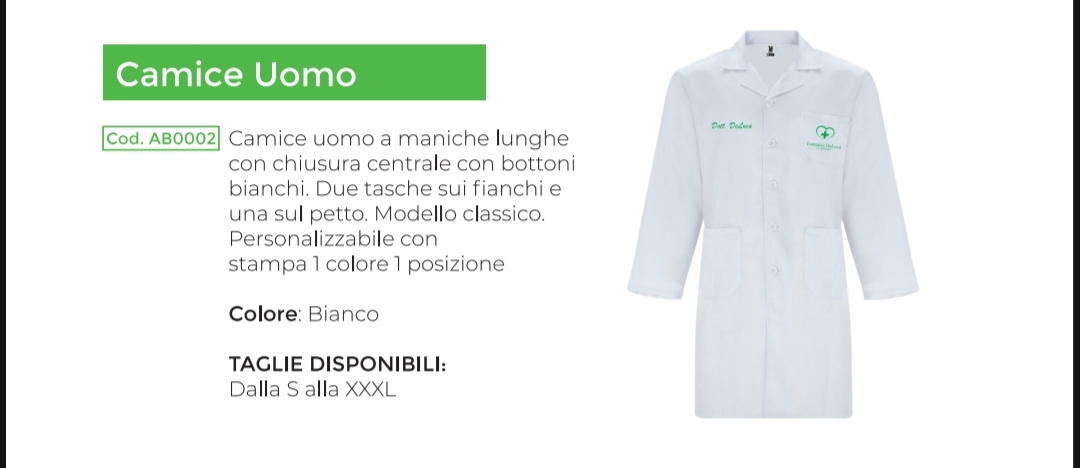 Camice Uomo
Cod. AB0002
Camice uomo a maniche lunghe
con chiusura centrale con bottoni
bianchi. Due tasche sui fianchi e
una sul petto. Modello classico.
Personalizzabile con
stampa 1 colore 1 posizione
Colore: Bianco
TAGLIE DISPONIBILI:
Dalla S alla XXXL
Dott. DeLuca